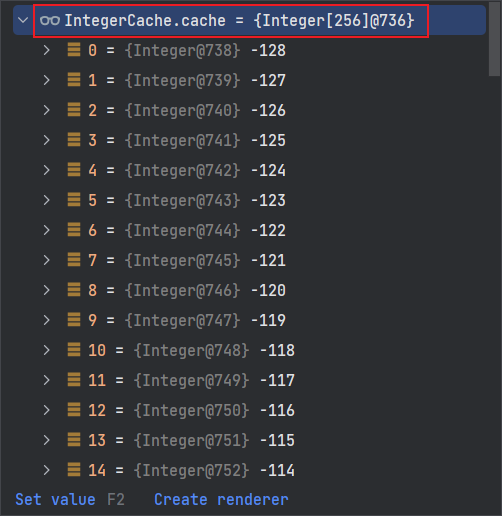 IntegerCache.cache = {Integer[256]@736}
0 = {Integer@738} -128
1 = {Integer@739} -127
2 = {Integer@740} -126
3 = {Integer@741} -125
4 = {Integer@742} -124
5 = {Integer@743} -123
6 = {Integer@744} -122
7 = {Integer@745} -121
8 = {Integer@746} -120
9 = {Integer@747} -119
10 = {Integer@748} -118
11 = {Integer@749} -117
12 = {Integer@750} -116
13 = {Integer@751} -115
14 = {Integer@752} -114
Set value F2 Create renderer